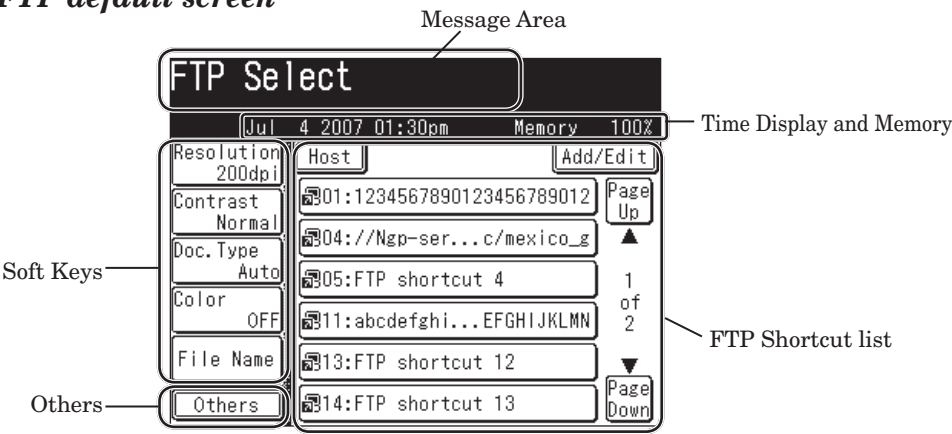 FTP default screen
Message Area
FTP Select
Jul 4 2007 01:30pm Memory 100%
Time Display and Memory
Resolution
200dpi
Contrast
Normal
Doc.Type
Auto
Color
OFF
File Name
Soft Keys
Others
Others
Host
Add/Edit
01:1234567890123456789012
04://Ngp-ser...c/mexico_g
05:FTP shortcut 4
11:abcdefghi...EFGHIJKLMN
13:FTP shortcut 12
14:FTP shortcut 13
Page
Up
1
of
2
Page
Down
FTP Shortcut list